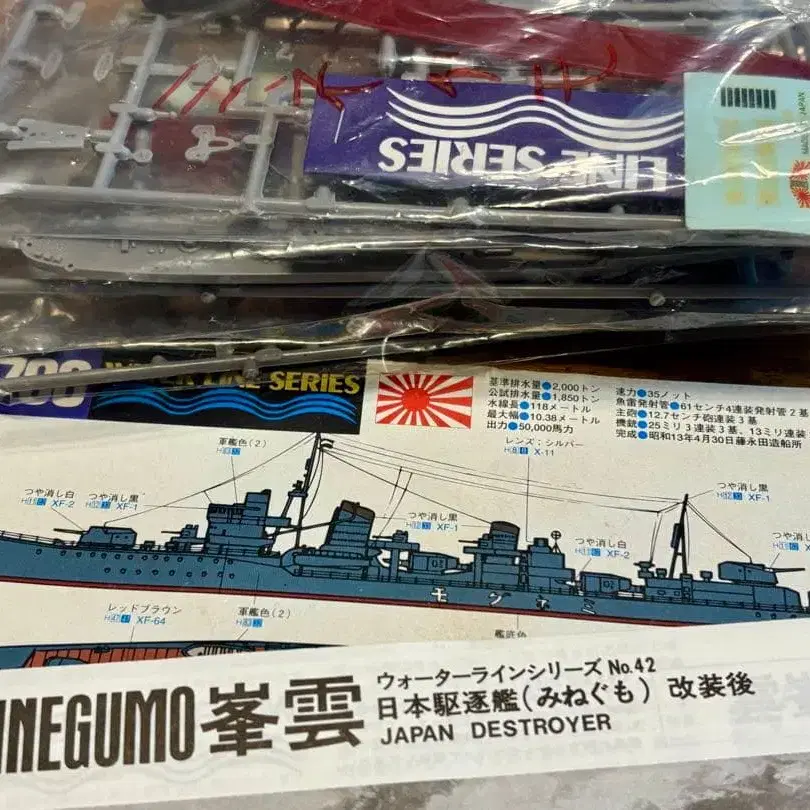 LINE SERIES
MADE IN JAPAN
700 WATER LINE SERIES
基準排水量●2,000トン
公試排水量●1,850トン
水線長●118メートル
最大幅●10.38メートル
出力●50,000馬力
速力●35ノット
魚雷発射管●61センチ4連装発射管2基
主砲●12.7センチ砲連装3基
機銃●25ミリ3連装3基、13ミリ連装
完成●昭和13年4月30日藤永田造船所
軍艦色(2)
レンズ:シルバー
X-11
つや消し白
XF-2
つや消し黒
XF-1
つや消し黒
XF-1
つや消し白
XF-2
つや消し黒
XF-1
つや消し
モグネミ
レッドブラウン
XF-64
軍艦色(2)
艦底色
INEGUMO 峯雲
ウォーターラインシリーズ No.42
日本駆逐艦(みねぐも) 改装後
JAPAN DESTROYER